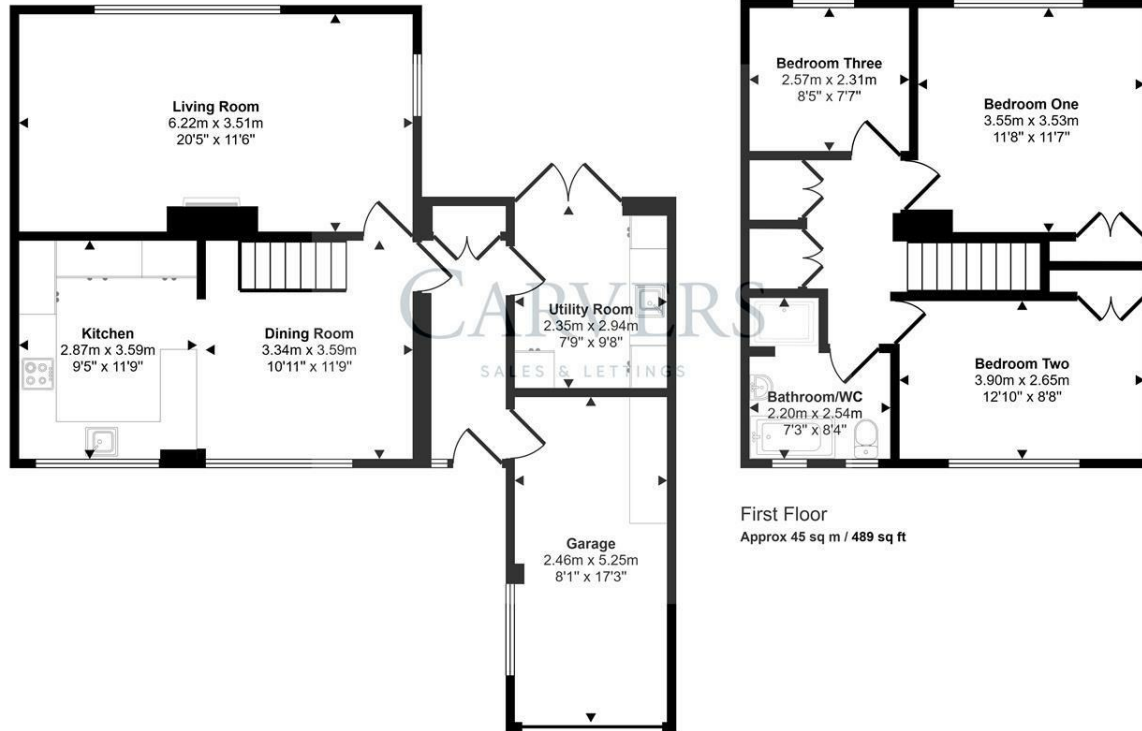 Living Room
6.22m x 3.51m
20'5" x 11'6"
Kitchen
2.87m x 3.59m
9'5" x 11'9"
Dining Room
3.34m x 3.59m
10'11" x 11'9"
Utility Room
2.35m x 2.94m
7'9" x 9'8"
Garage
2.46m x 5.25m
8'1" x 17'3"
CARVERS
SALES & LETTINGS
Bedroom Three
2.57m x 2.31m
8'5" x 7'7"
Bedroom One
3.55m x 3.53m
11'8" x 11'7"
Bedroom Two
3.90m x 2.65m
12'10" x 8'8"
Bathroom/WC
2.20m x 2.54m
7'3" x 8'4"
First Floor
Approx 45 sq m / 489 sq ft